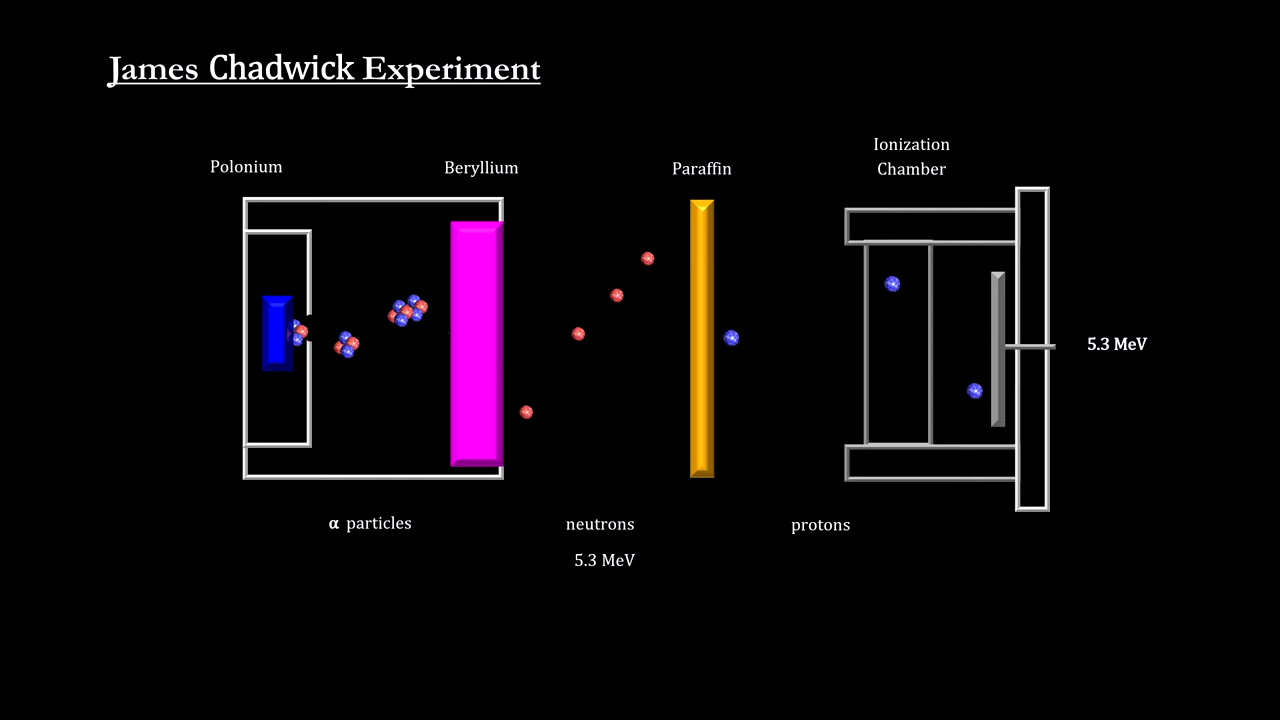 James Chadwick Experiment
Polonium
Beryllium
Paraffin
Ionization
Chamber
5.3 MeV
α particles
neutrons
5.3 MeV
protons